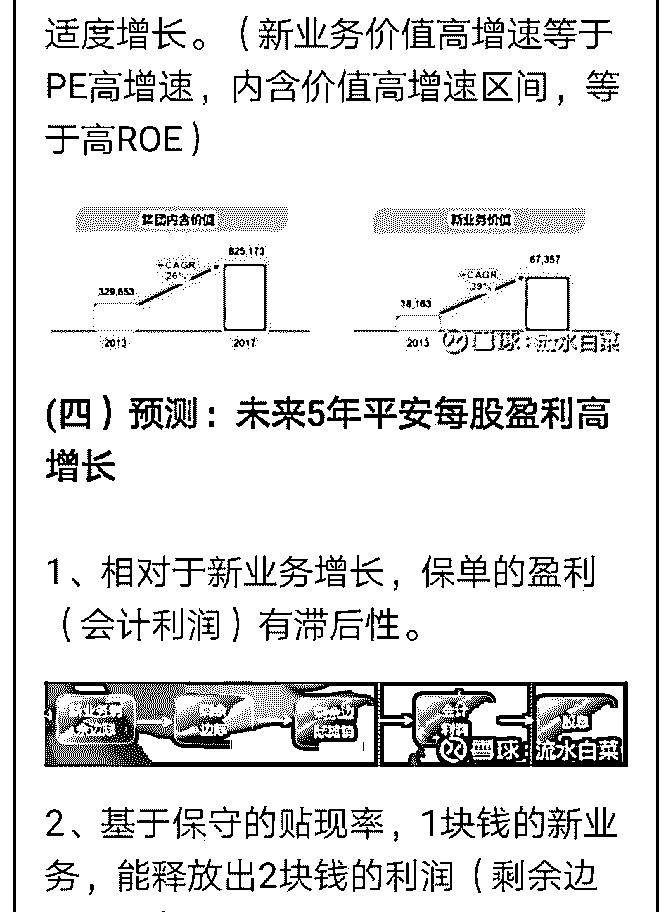 适度增长。（新业务价值高增速等于
PE高增速，内含价值高增速区间，等
于高ROE）
集团内含价值
新业务价值
CAGR
26%
329,653
825,173
2013
2017
CAGR
67,357
2013
雪球：流水白菜
(四）预测：未来5年平安每股盈利高
增长
1、相对于新业务增长，保单的盈利
（会计利润）有滞后性。
会计
利润
股息
雪球：流水白菜
2、基于保守的贴现率，1块钱的新业
务，能释放出2块钱的利润（剩余边